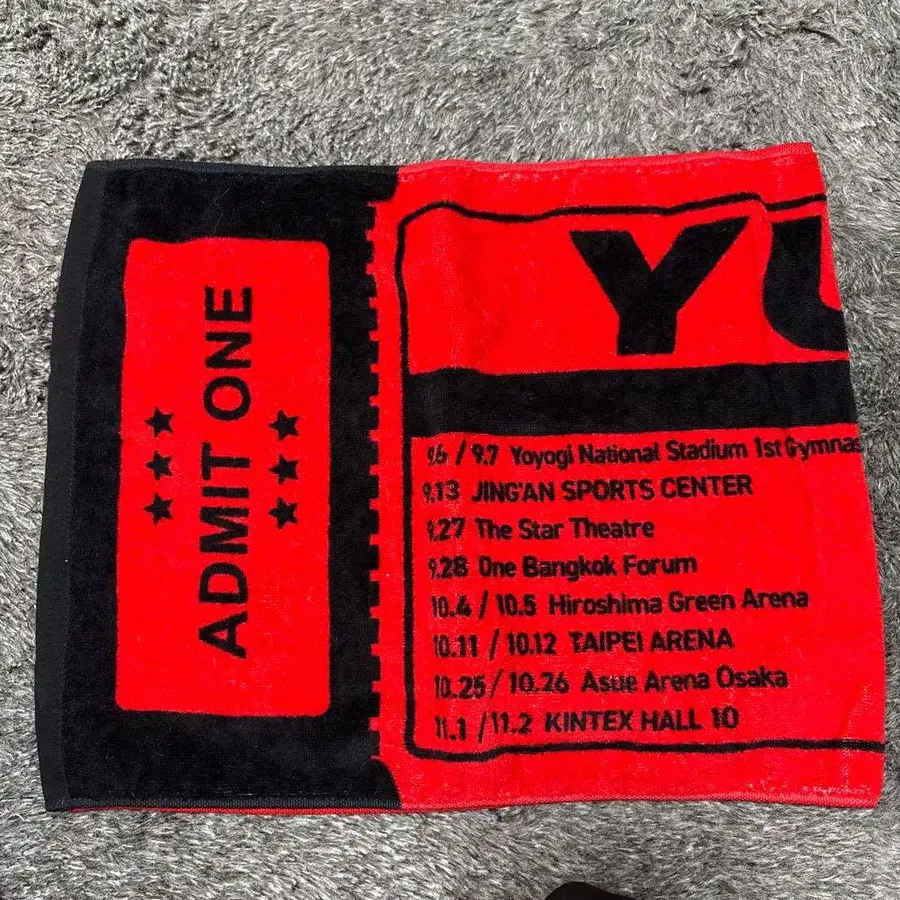 ADMIT ONE
YU
9.6 / 9.7 Yoyogi National Stadium 1st Gymnas
9.13 JING'AN SPORTS CENTER
9.27 The Star Theatre
9.28 One Bangkok Forum
10.4 / 10.5 Hiroshima Green Arena
10.11 / 10.12 TAIPEI ARENA
10.25 / 10.26 Asue Arena Osaka
11.1 / 11.2 KINTEX HALL 10